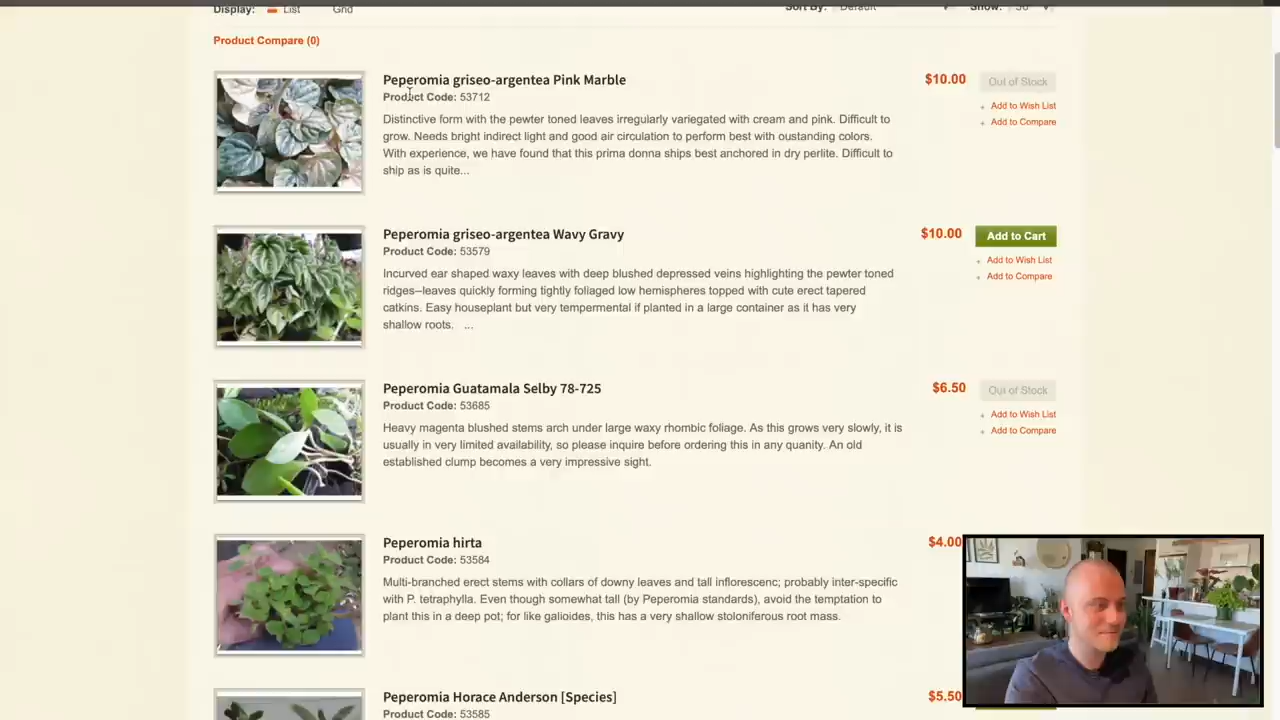 Display: List Grid Sort By: Default Show:
Product Compare (0)
Peperomia griseo-argentea Pink Marble
$10.00
Out of Stock
Product Code: 53712
Add to Wish List
Distinctive form with the pewter toned leaves irregularly variegated with cream and pink. Difficult to
Add to Compare
grow. Needs bright indirect light and good air circulation to perform best with oustanding colors.
With experience, we have found that this prima donna ships best anchored in dry perlite. Difficult to
ship as is quite...
Peperomia griseo-argentea Wavy Gravy
$10.00
Add to Cart
Product Code: 53579
Add to Wish List
Incurved ear shaped waxy leaves with deep blushed depressed veins highlighting the pewter toned
Add to Compare
ridges--leaves quickly forming tightly foliaged low hemispheres topped with cute erect tapered
catkins. Easy houseplant but very tempermental if planted in a large container as it has very
shallow roots. ...
Peperomia Guatamala Selby 78-725
$6.50
Out of Stock
Product Code: 53685
Add to Wish List
Heavy magenta blushed stems arch under large waxy rhombic foliage. As this grows very slowly, it is
Add to Compare
usually in very limited availability, so please inquire before ordering this in any quanity. An old
established clump becomes a very impressive sight.
Peperomia hirta
$4.00
Product Code: 53584
Multi-branched erect stems with collars of downy leaves and tall inflorescenc; probably inter-specific
with P. tetraphylla. Even though somewhat tall (by Peperomia standards), avoid the temptation to
plant this in a deep pot; for like galioides, this has a very shallow stoloniferous root mass.
Peperomia Horace Anderson [Species]
$5.50
Product Code: 53585